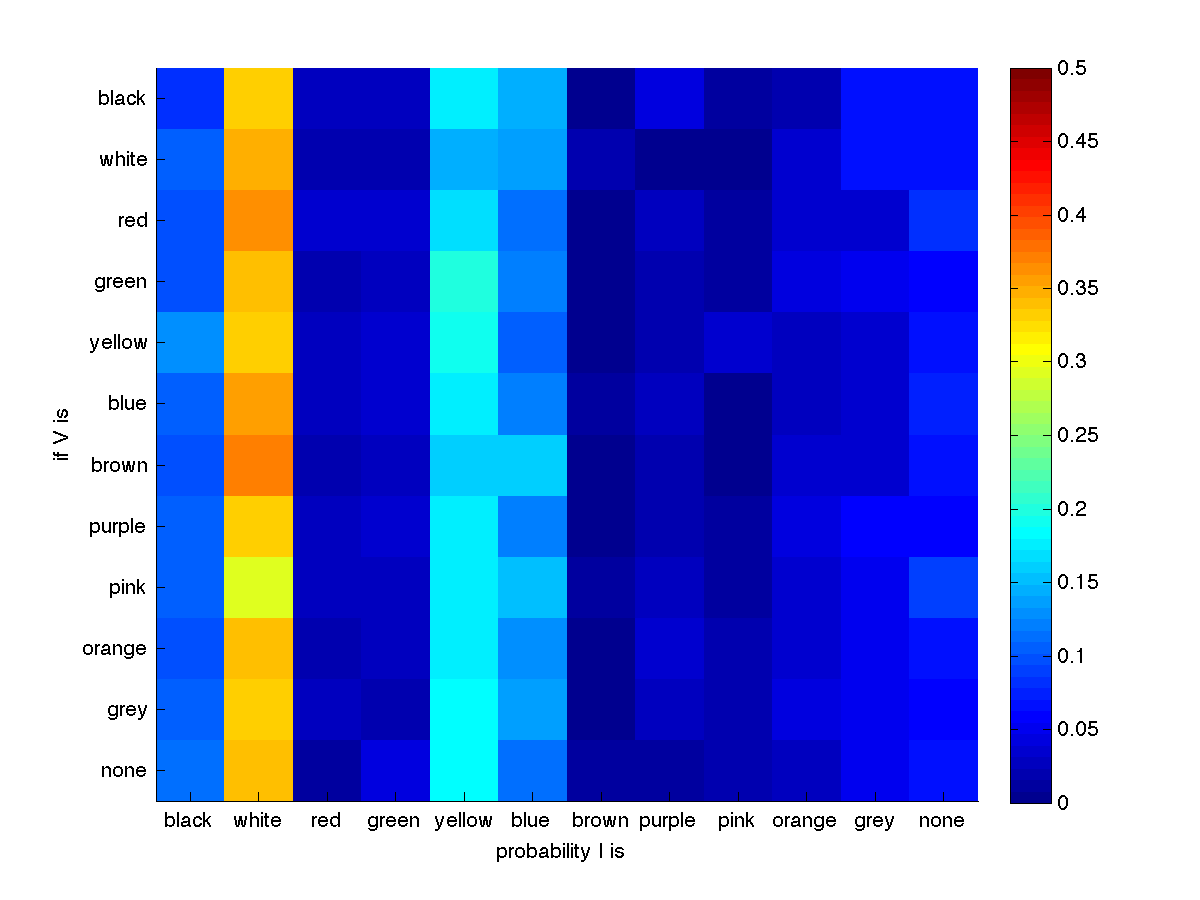 black
white
red
green
yellow
blue
brown
purple
pink
orange
grey
none
if V is
black white red green yellow blue brown purple pink orange grey none
probability I is
0.5
0.45
0.4
0.35
0.3
0.25
0.2
0.15
0.1
0.05
0